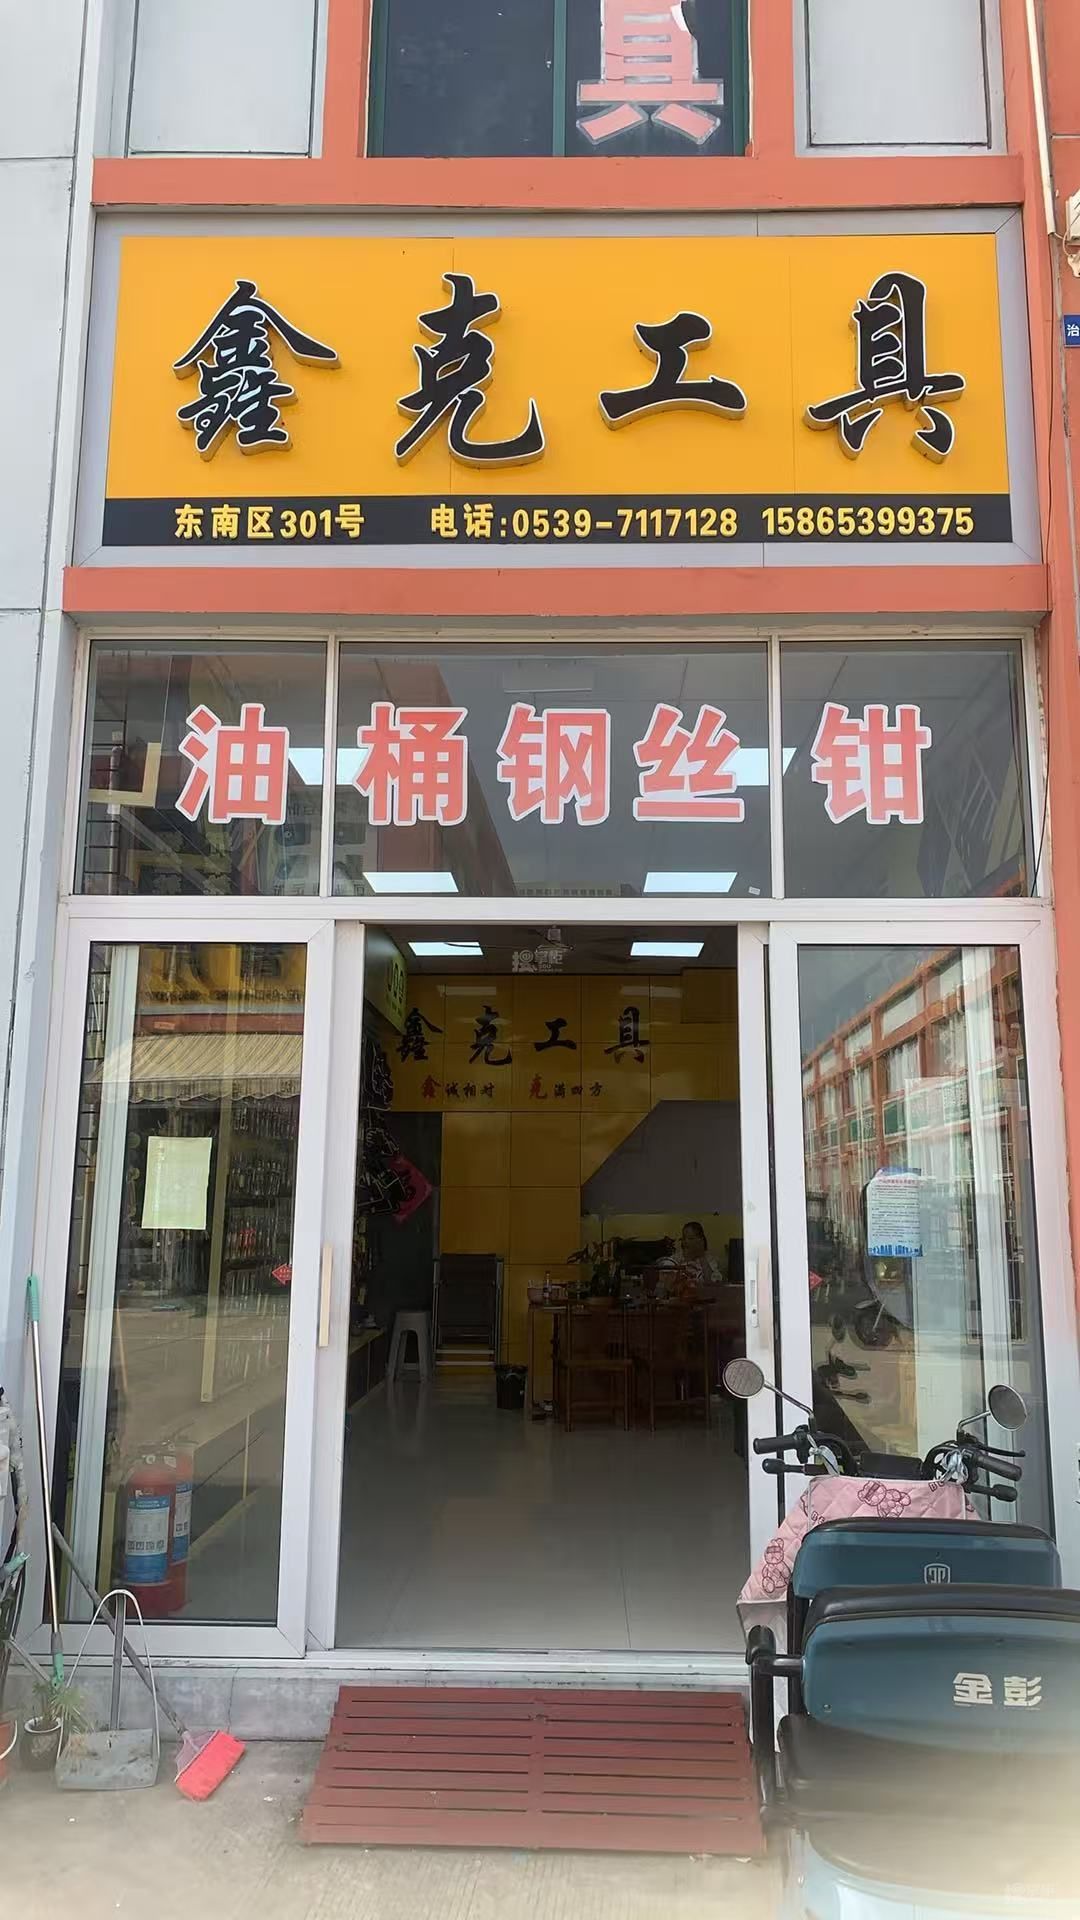 具
鑫克工具
东南区301号 电话:0539-7117128 15865399375
治
油桶钢丝钳
鑫克工具
鑫诚相对 克满四方
金彭